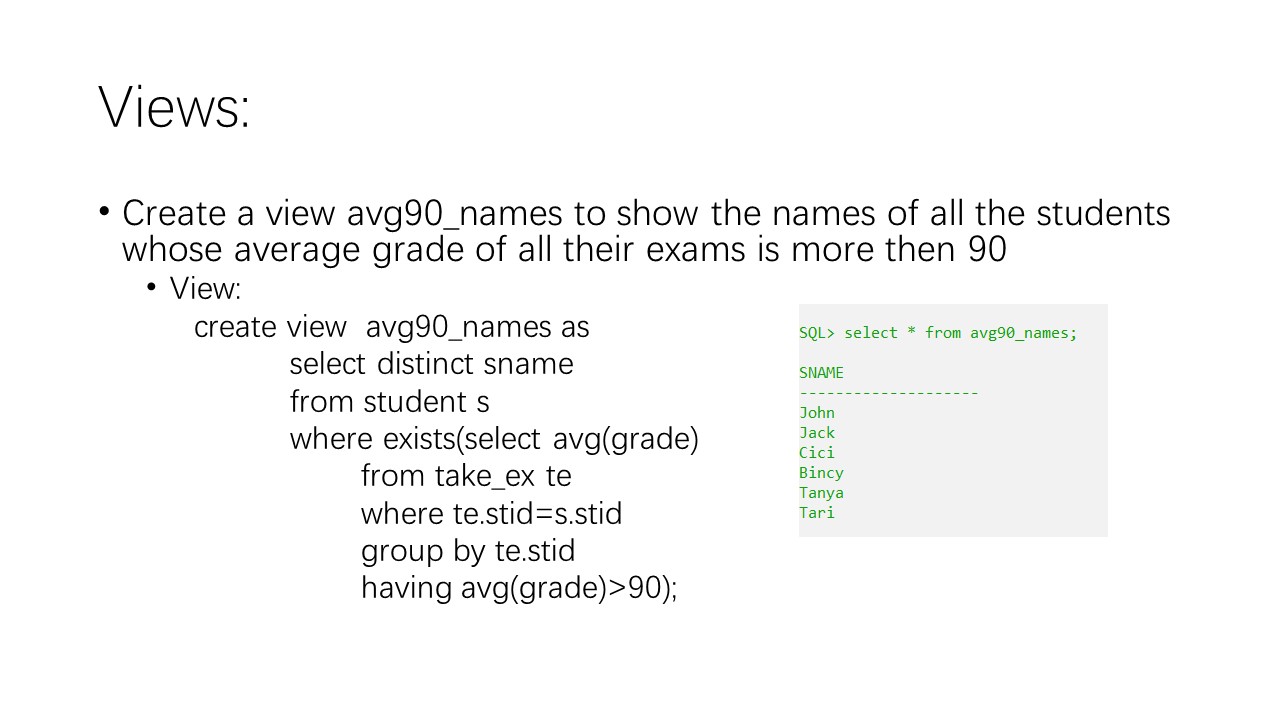 Views:
• Create a view avg90_names to show the names of all the students
whose average grade of all their exams is more then 90
• View:
create view  avg90_names as
select distinct sname
from student s
where exists(select avg(grade)
from take_ex te
where te.stid=s.stid
group by te.stid
having avg(grade)>90);
SQL> select * from avg90_names;
SNAME
--------------------
John
Jack
Cici
Bincy
Tanya
Tari